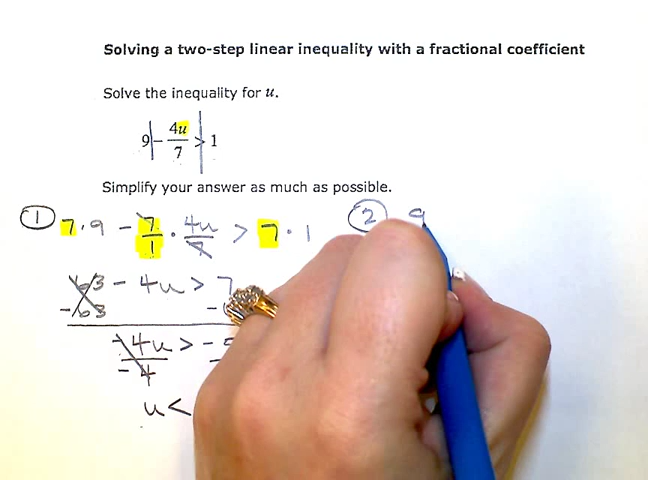 Solving a two-step linear inequality with a fractional coefficient
Solve the inequality for u.
9 - 4u/7 > 1
Simplify your answer as much as possible.
1 7 · 9 - 7/1 · 4u/7 > 7 · 1
63 - 4u > 7
-63 -
-4u > -
-4 -
u <
2 9